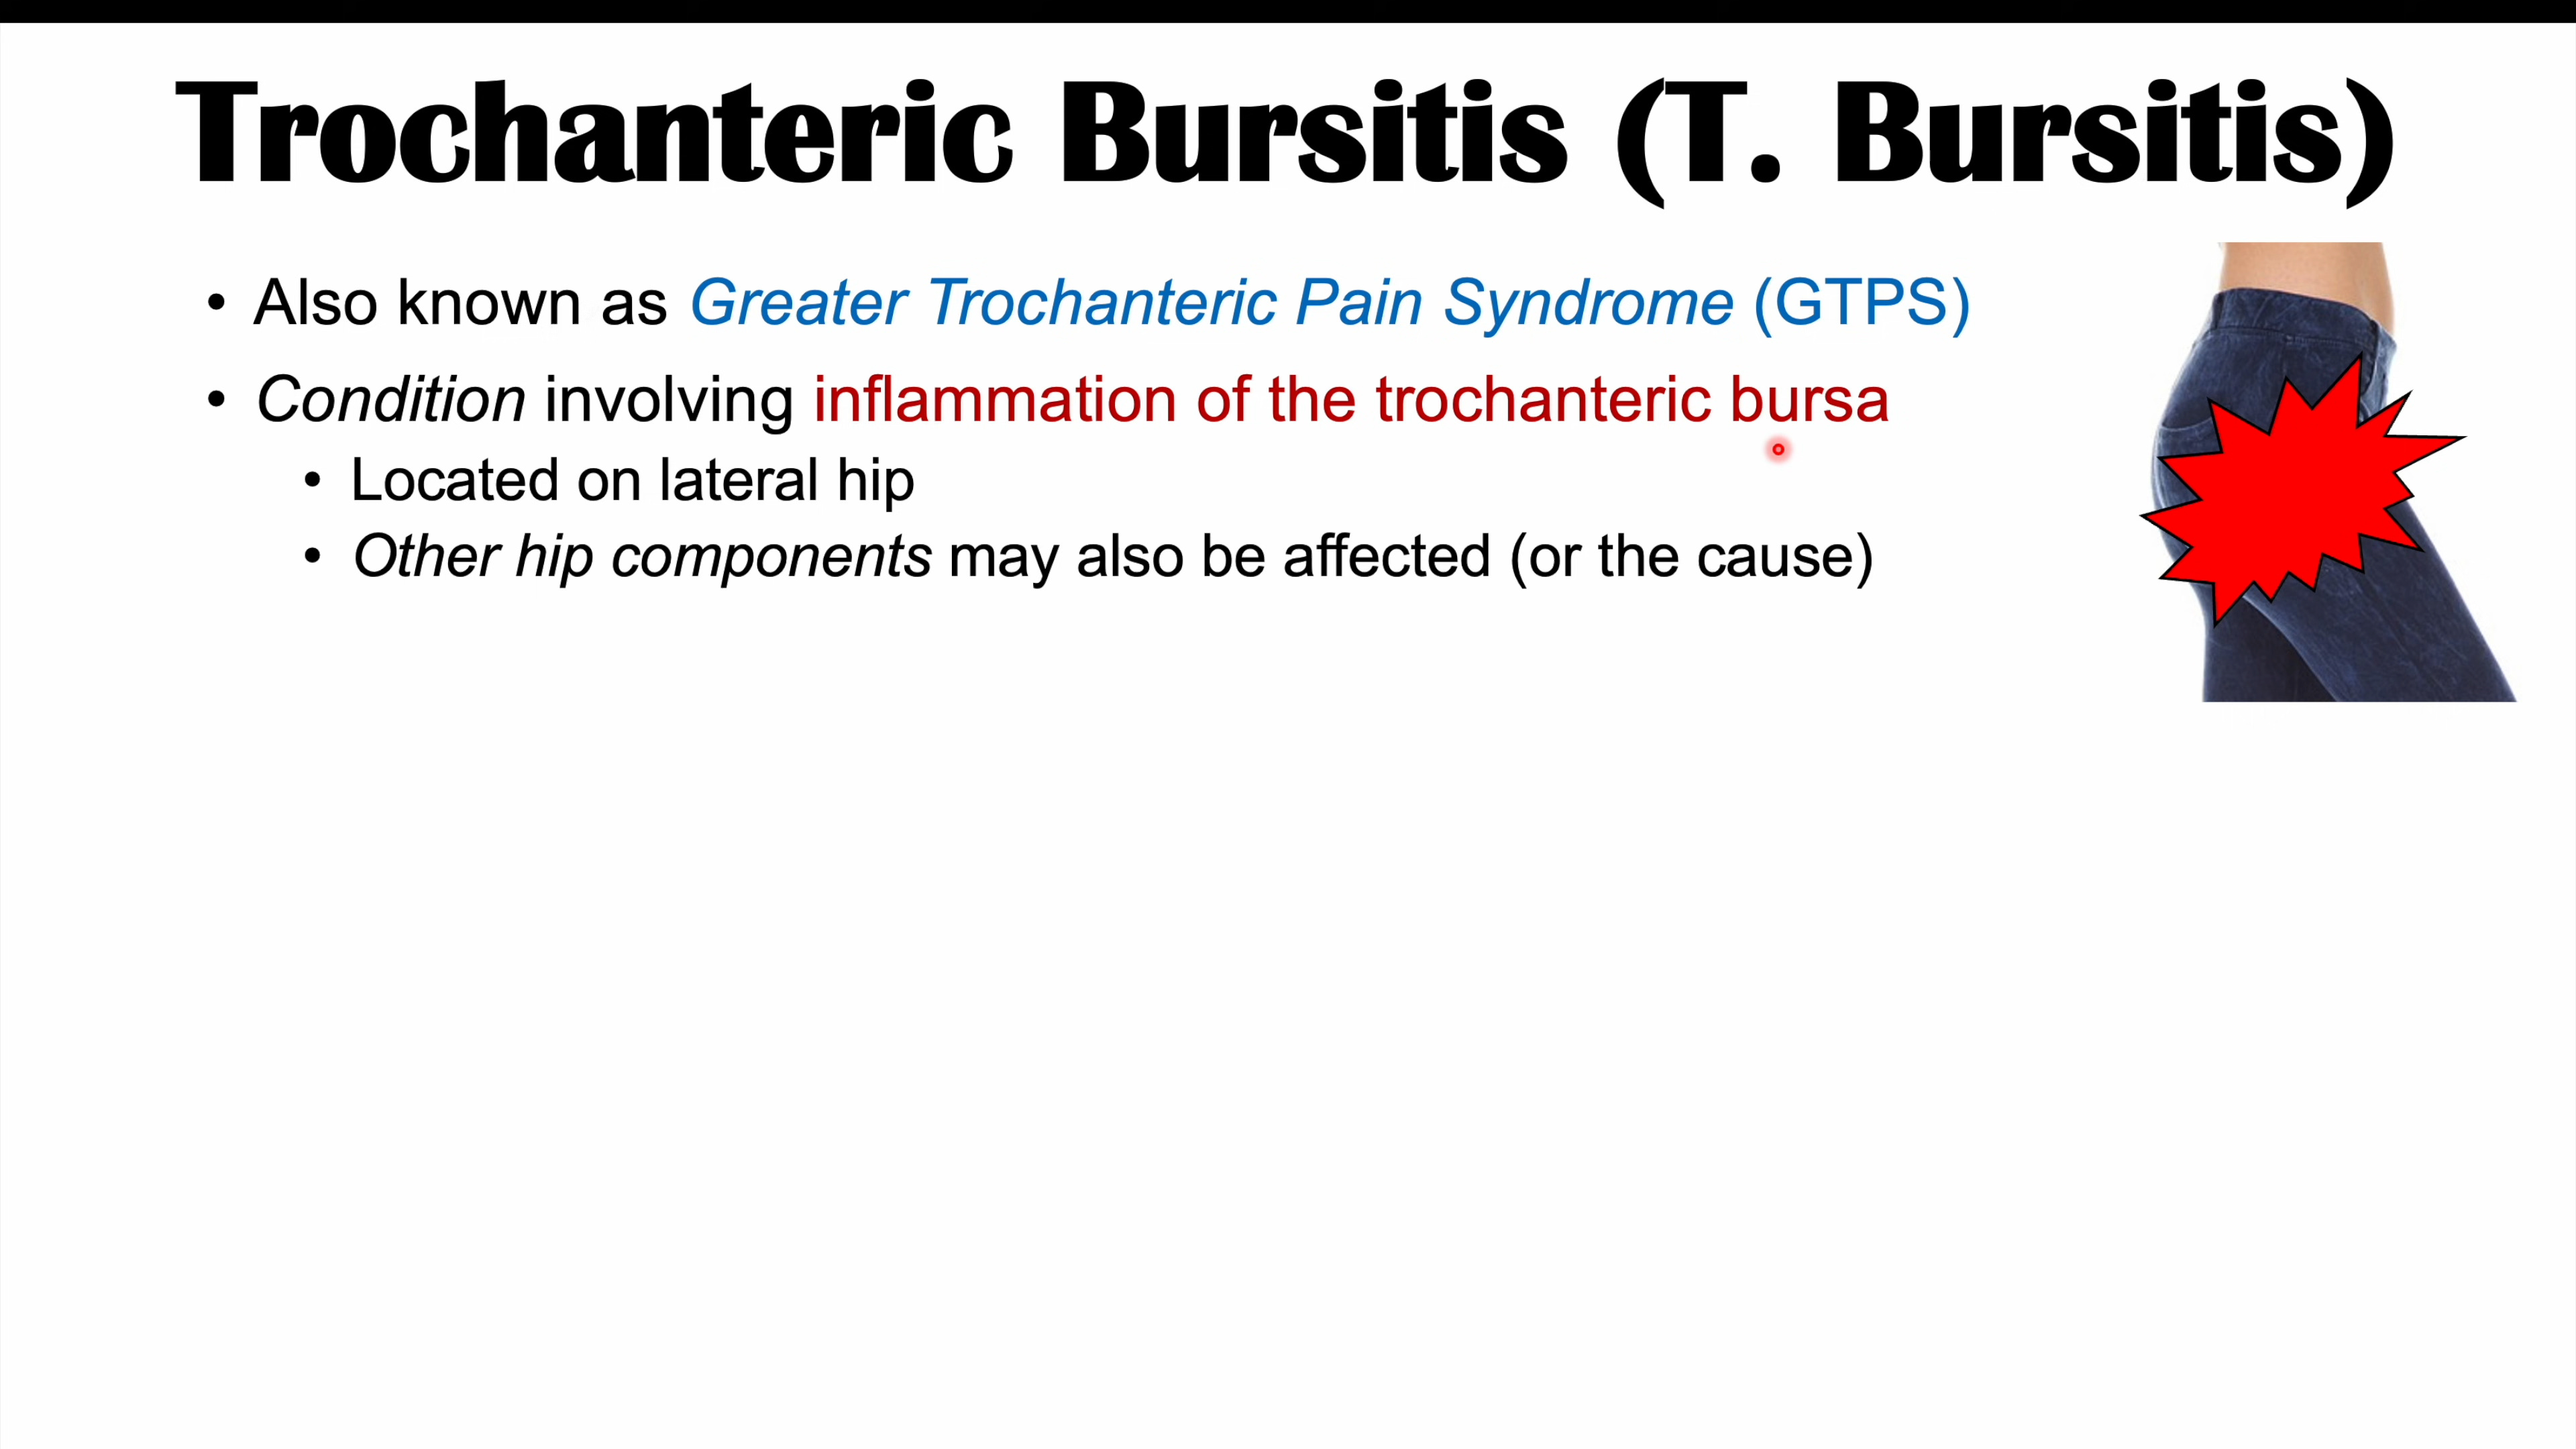 Trochanteric Bursitis (T. Bursitis)
• Also known as Greater Trochanteric Pain Syndrome (GTPS)
• Condition involving inflammation of the trochanteric bursa
• Located on lateral hip
• Other hip components may also be affected (or the cause)